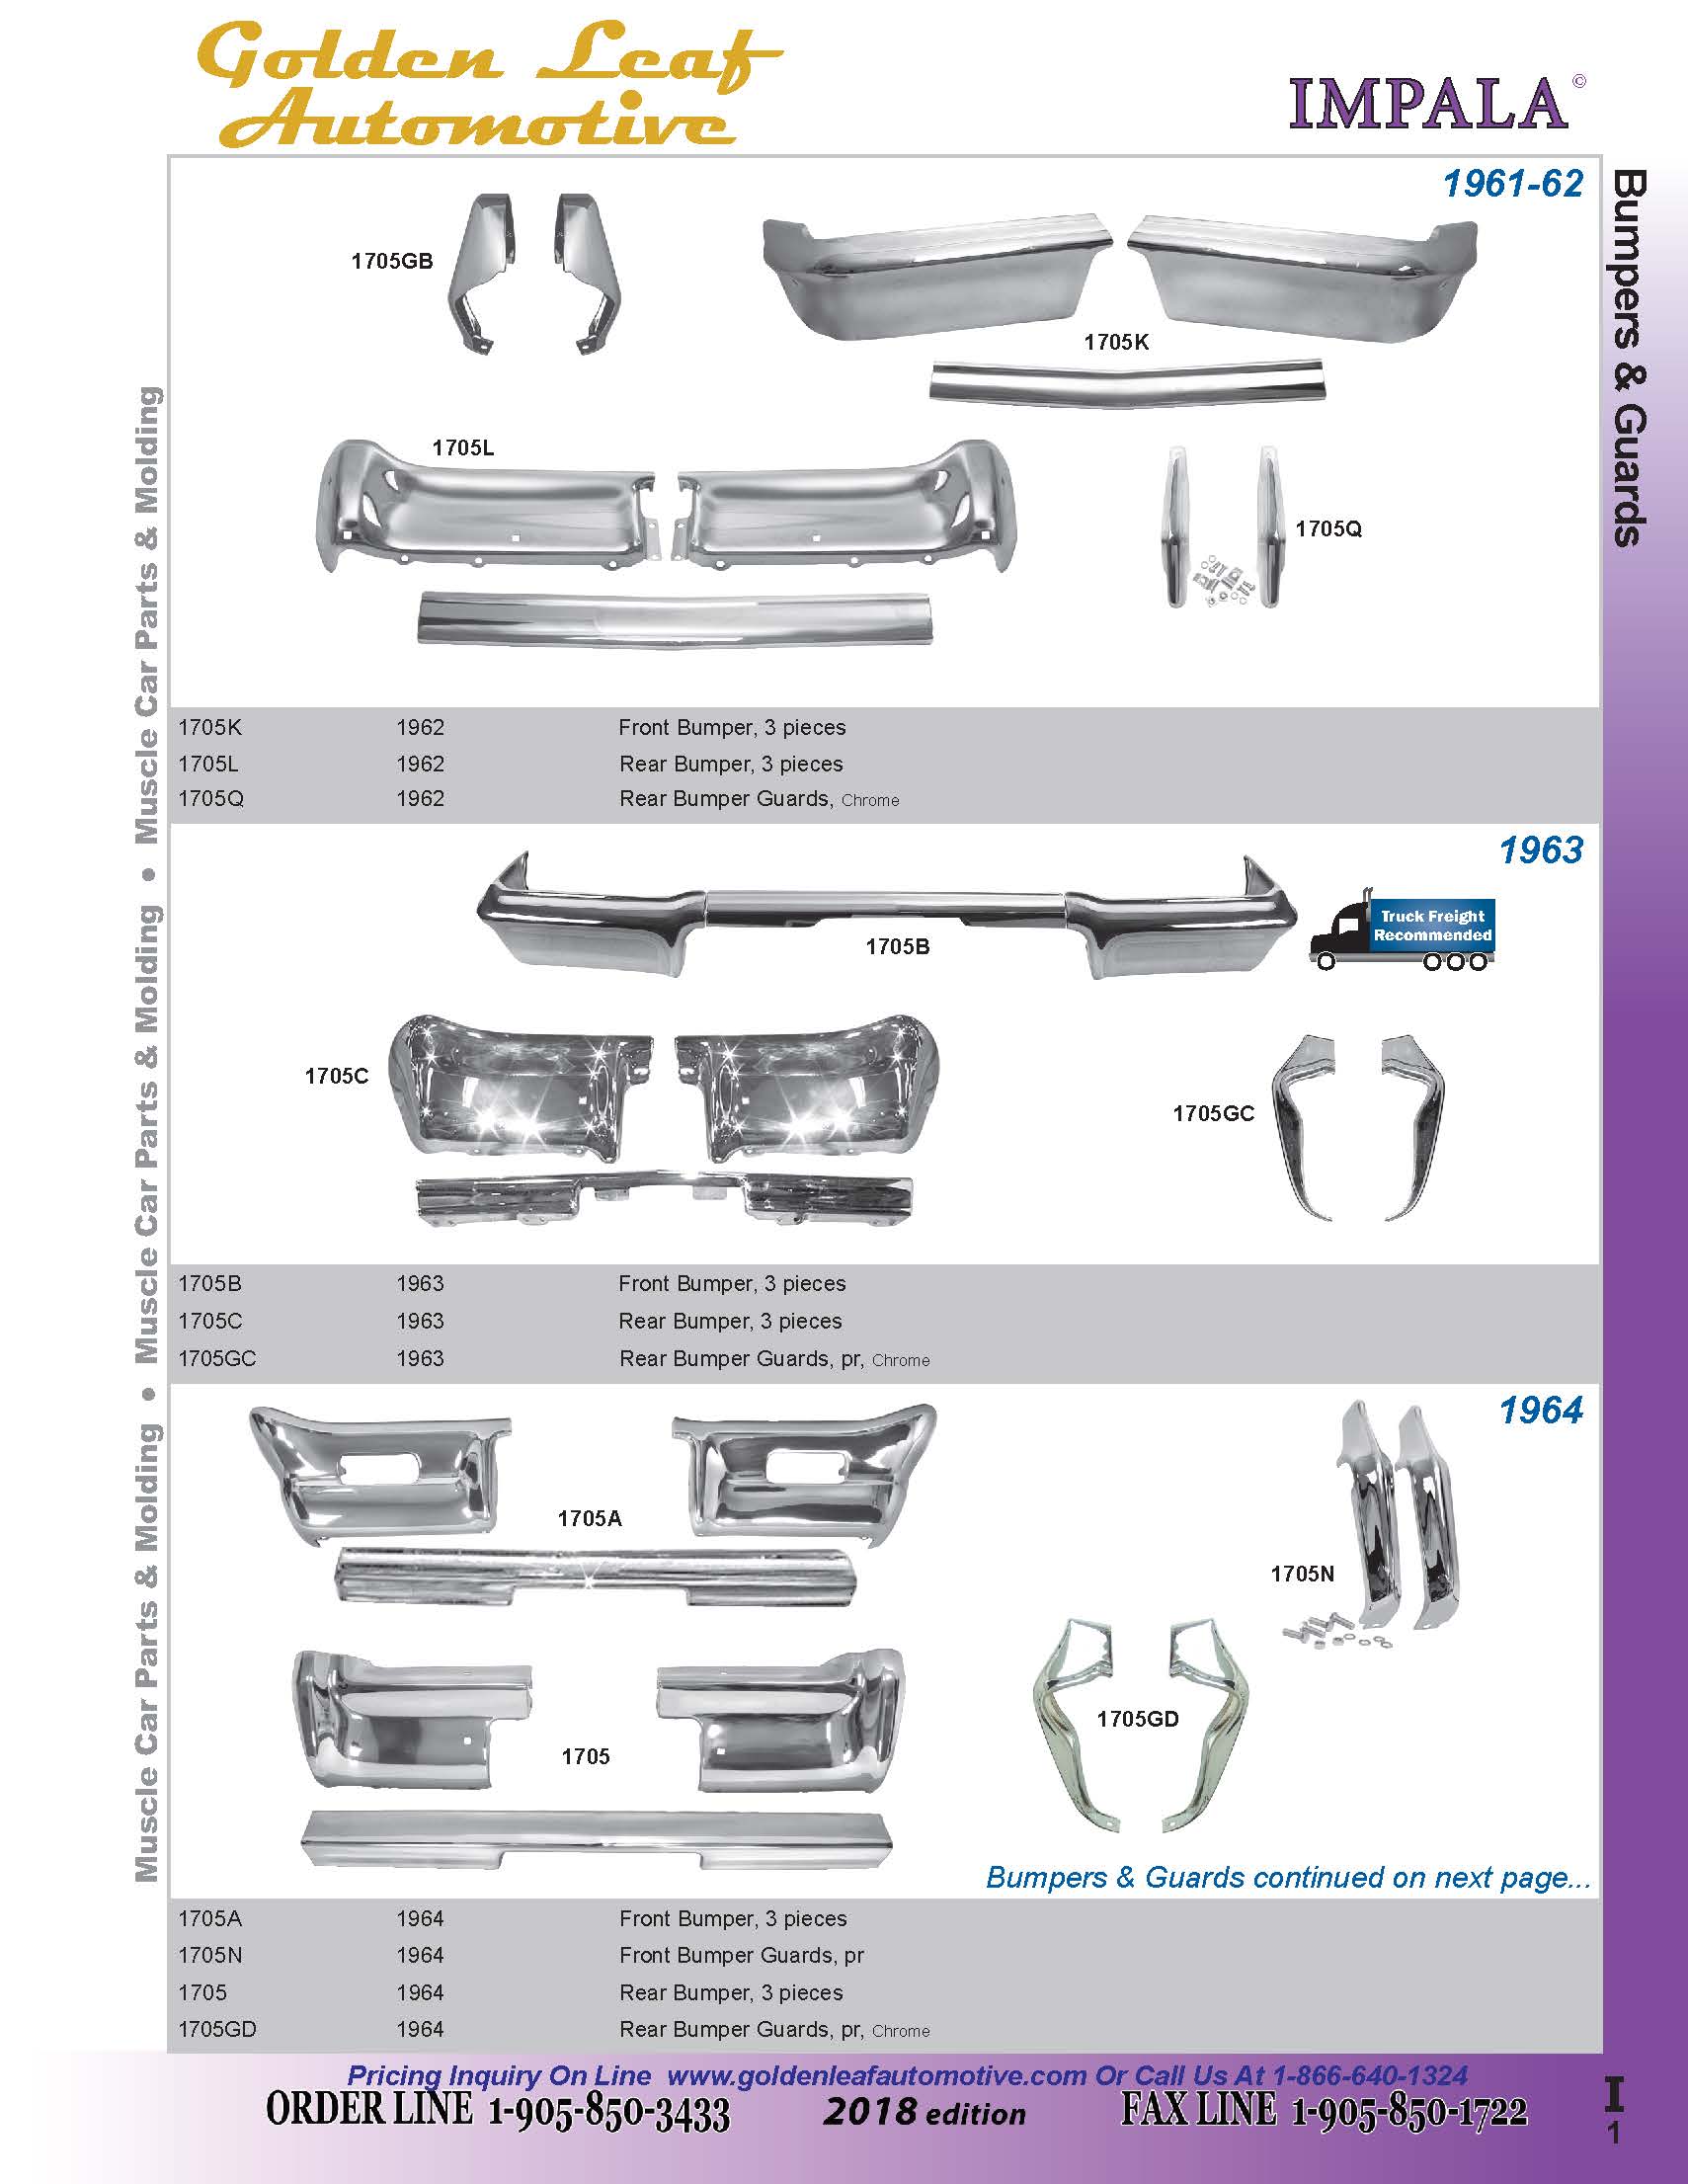 Golden Leaf
Automotive
IMPALA©
Bumpers & Guards
Muscle Car Parts & Molding • Muscle Car Parts & Molding • Muscle Car Parts & Molding
1961-62
1705GB
1705K
1705L
1705Q
1705K 1962 Front Bumper, 3 pieces
1705L 1962 Rear Bumper, 3 pieces
1705Q 1962 Rear Bumper Guards, Chrome
1963
1705B
Truck Freight
Recommended
1705C
1705GC
1705B 1963 Front Bumper, 3 pieces
1705C 1963 Rear Bumper, 3 pieces
1705GC 1963 Rear Bumper Guards, pr, Chrome
1964
1705A
1705N
1705GD
1705
Bumpers & Guards continued on next page...
1705A 1964 Front Bumper, 3 pieces
1705N 1964 Front Bumper Guards, pr
1705 1964 Rear Bumper, 3 pieces
1705GD 1964 Rear Bumper Guards, pr, Chrome
Pricing Inquiry On Line www.goldenleafautomotive.com Or Call Us At 1-866-640-1324
ORDER LINE 1-905-850-3433 2018 edition FAX LINE 1-905-850-1722
I
1